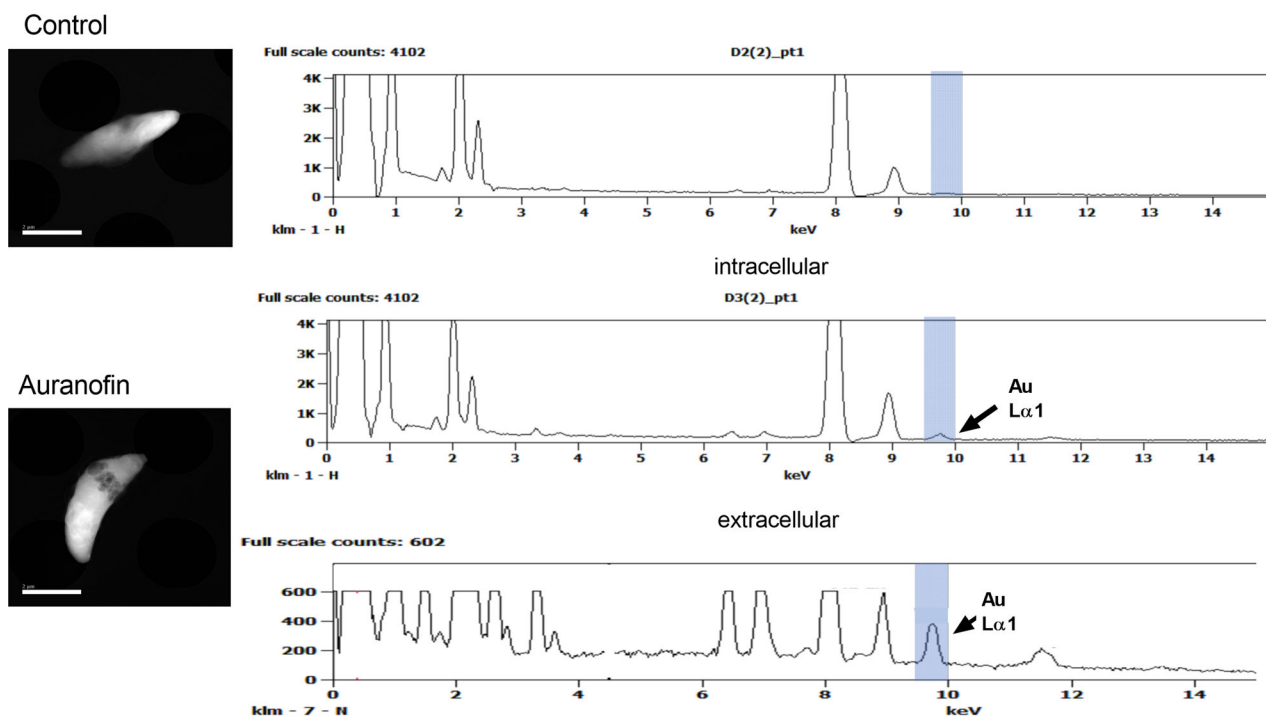 Control
Full scale counts: 4102 D2(2)_pt1
4K
3K
2K
1K
0
0 1 2 3 4 5 6 7 8 9 10 11 12 13 14
klm - 1 - H keV
2 μm
intracellular
Full scale counts: 4102 D3(2)_pt1
4K
3K
2K
1K
0
Au
Lα1
0 1 2 3 4 5 6 7 8 9 10 11 12 13 14
klm - 1 - H keV
Auranofin
2 μm
extracellular
Full scale counts: 602
600
400
200
0
Au
Lα1
0 2 4 6 8 10 12 14
klm - 7 - N keV